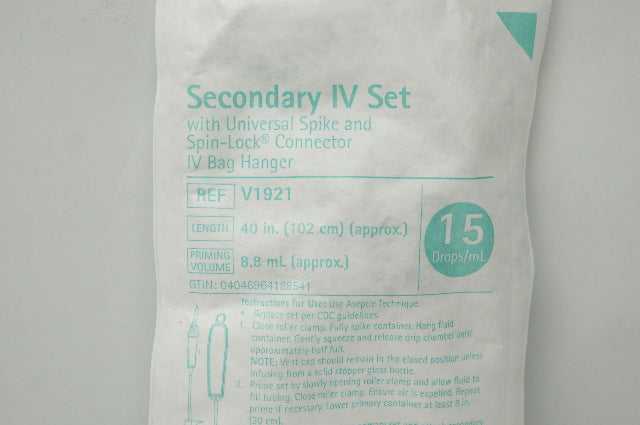 Secondary IV Set
with Universal Spike and
Spin-Lock® Connector
IV Bag Hanger
REF V1921
LENGTH 40 in. (102 cm) (approx.)
PRIMING VOLUME 8.8 mL (approx.)
15
Drops/mL
GTIN: 04046964188541
Instructions for Use: Use Aseptic Technique.
* Replace set per CDC guidelines.
1. Close roller clamp. Fully spike container. Hang fluid
container. Gently squeeze and release drip chamber until
approximately half full.
NOTE: Vent cap should remain in the closed position unless
infusing from a solid stopper glass bottle.
2. Prime set by slowly opening roller clamp and allow fluid to
fill tubing. Close roller clamp. Ensure air is expelled. Repeat
prime if necessary. Lower primary container at least 8 in.
(20 cm).
secondary